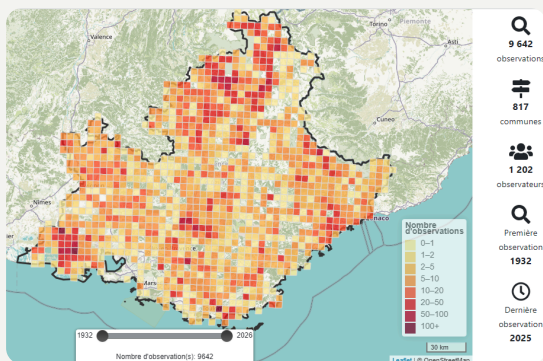 Torino
Piemonte
Valence
Asti
Cuneo
Nîmes
naco
Mars
Nombre
d'observations
0–1
1–2
2–5
5–10
10–20
20–50
50–100
100+
30 km
Leaflet | © OpenStreetMap
1932
2026
Nombre d'observation(s): 9642
9 642
observations
817
communes
1 202
observateurs
Première
observation
1932
Dernière
observation
2025